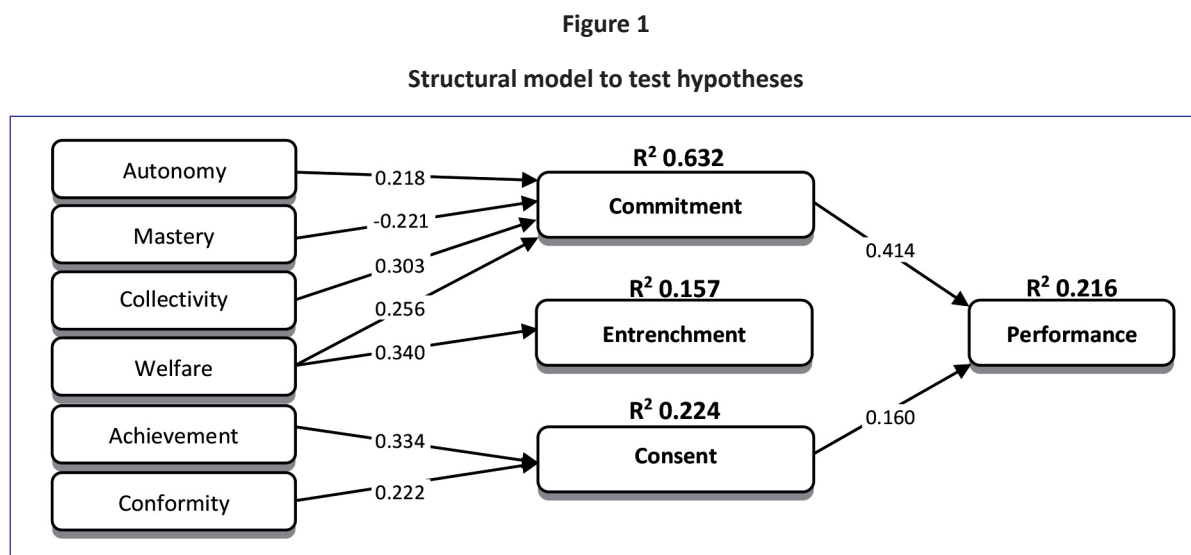 Figure 1
Structural model to test hypotheses
Autonomy
Mastery
Collectivity
Welfare
Achievement
Conformity
0.218
-0.221
0.303
0.256
0.340
0.334
0.222
R² 0.632
Commitment
R² 0.157
Entrenchment
R² 0.224
Consent
0.414
0.160
R² 0.216
Performance